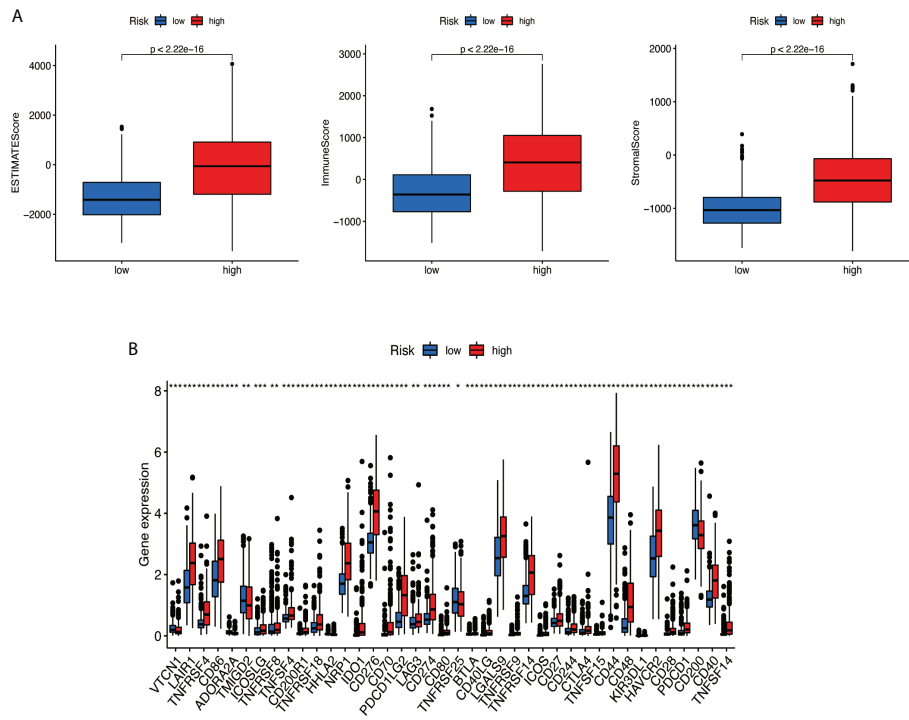 A
Risk low high
p < 2.22e-16
ESTIMATEScore
4000
2000
0
−2000
low high
Risk low high
p < 2.22e-16
ImmuneScore
3000
2000
1000
0
−1000
low high
Risk low high
p < 2.22e-16
StromalScore
2000
1000
0
−1000
low high
B
Risk low high
Gene expression
8
6
4
2
0
VTCN1
LAIR1
TNFRSF4
CD86
ADORA2A
TMIGD2
ICOSLG
TNFRSF8
TNFSF4
CD200R1
TNFRSF18
HHLA2
NRP1
IDO1
CD276
CD70
PDCD1LG2
LAG3
CD274
CD80
TNFRSF25
BTLA
CD40LG
LGALS9
TNFRSF9
TNFRSF14
ICOS
CD27
CD244
CTLA4
TNFSF15
CD44
CD48
KIR3DL1
HAVCR2
CD28
PDCD1
CD200
CD40
TNFSF14